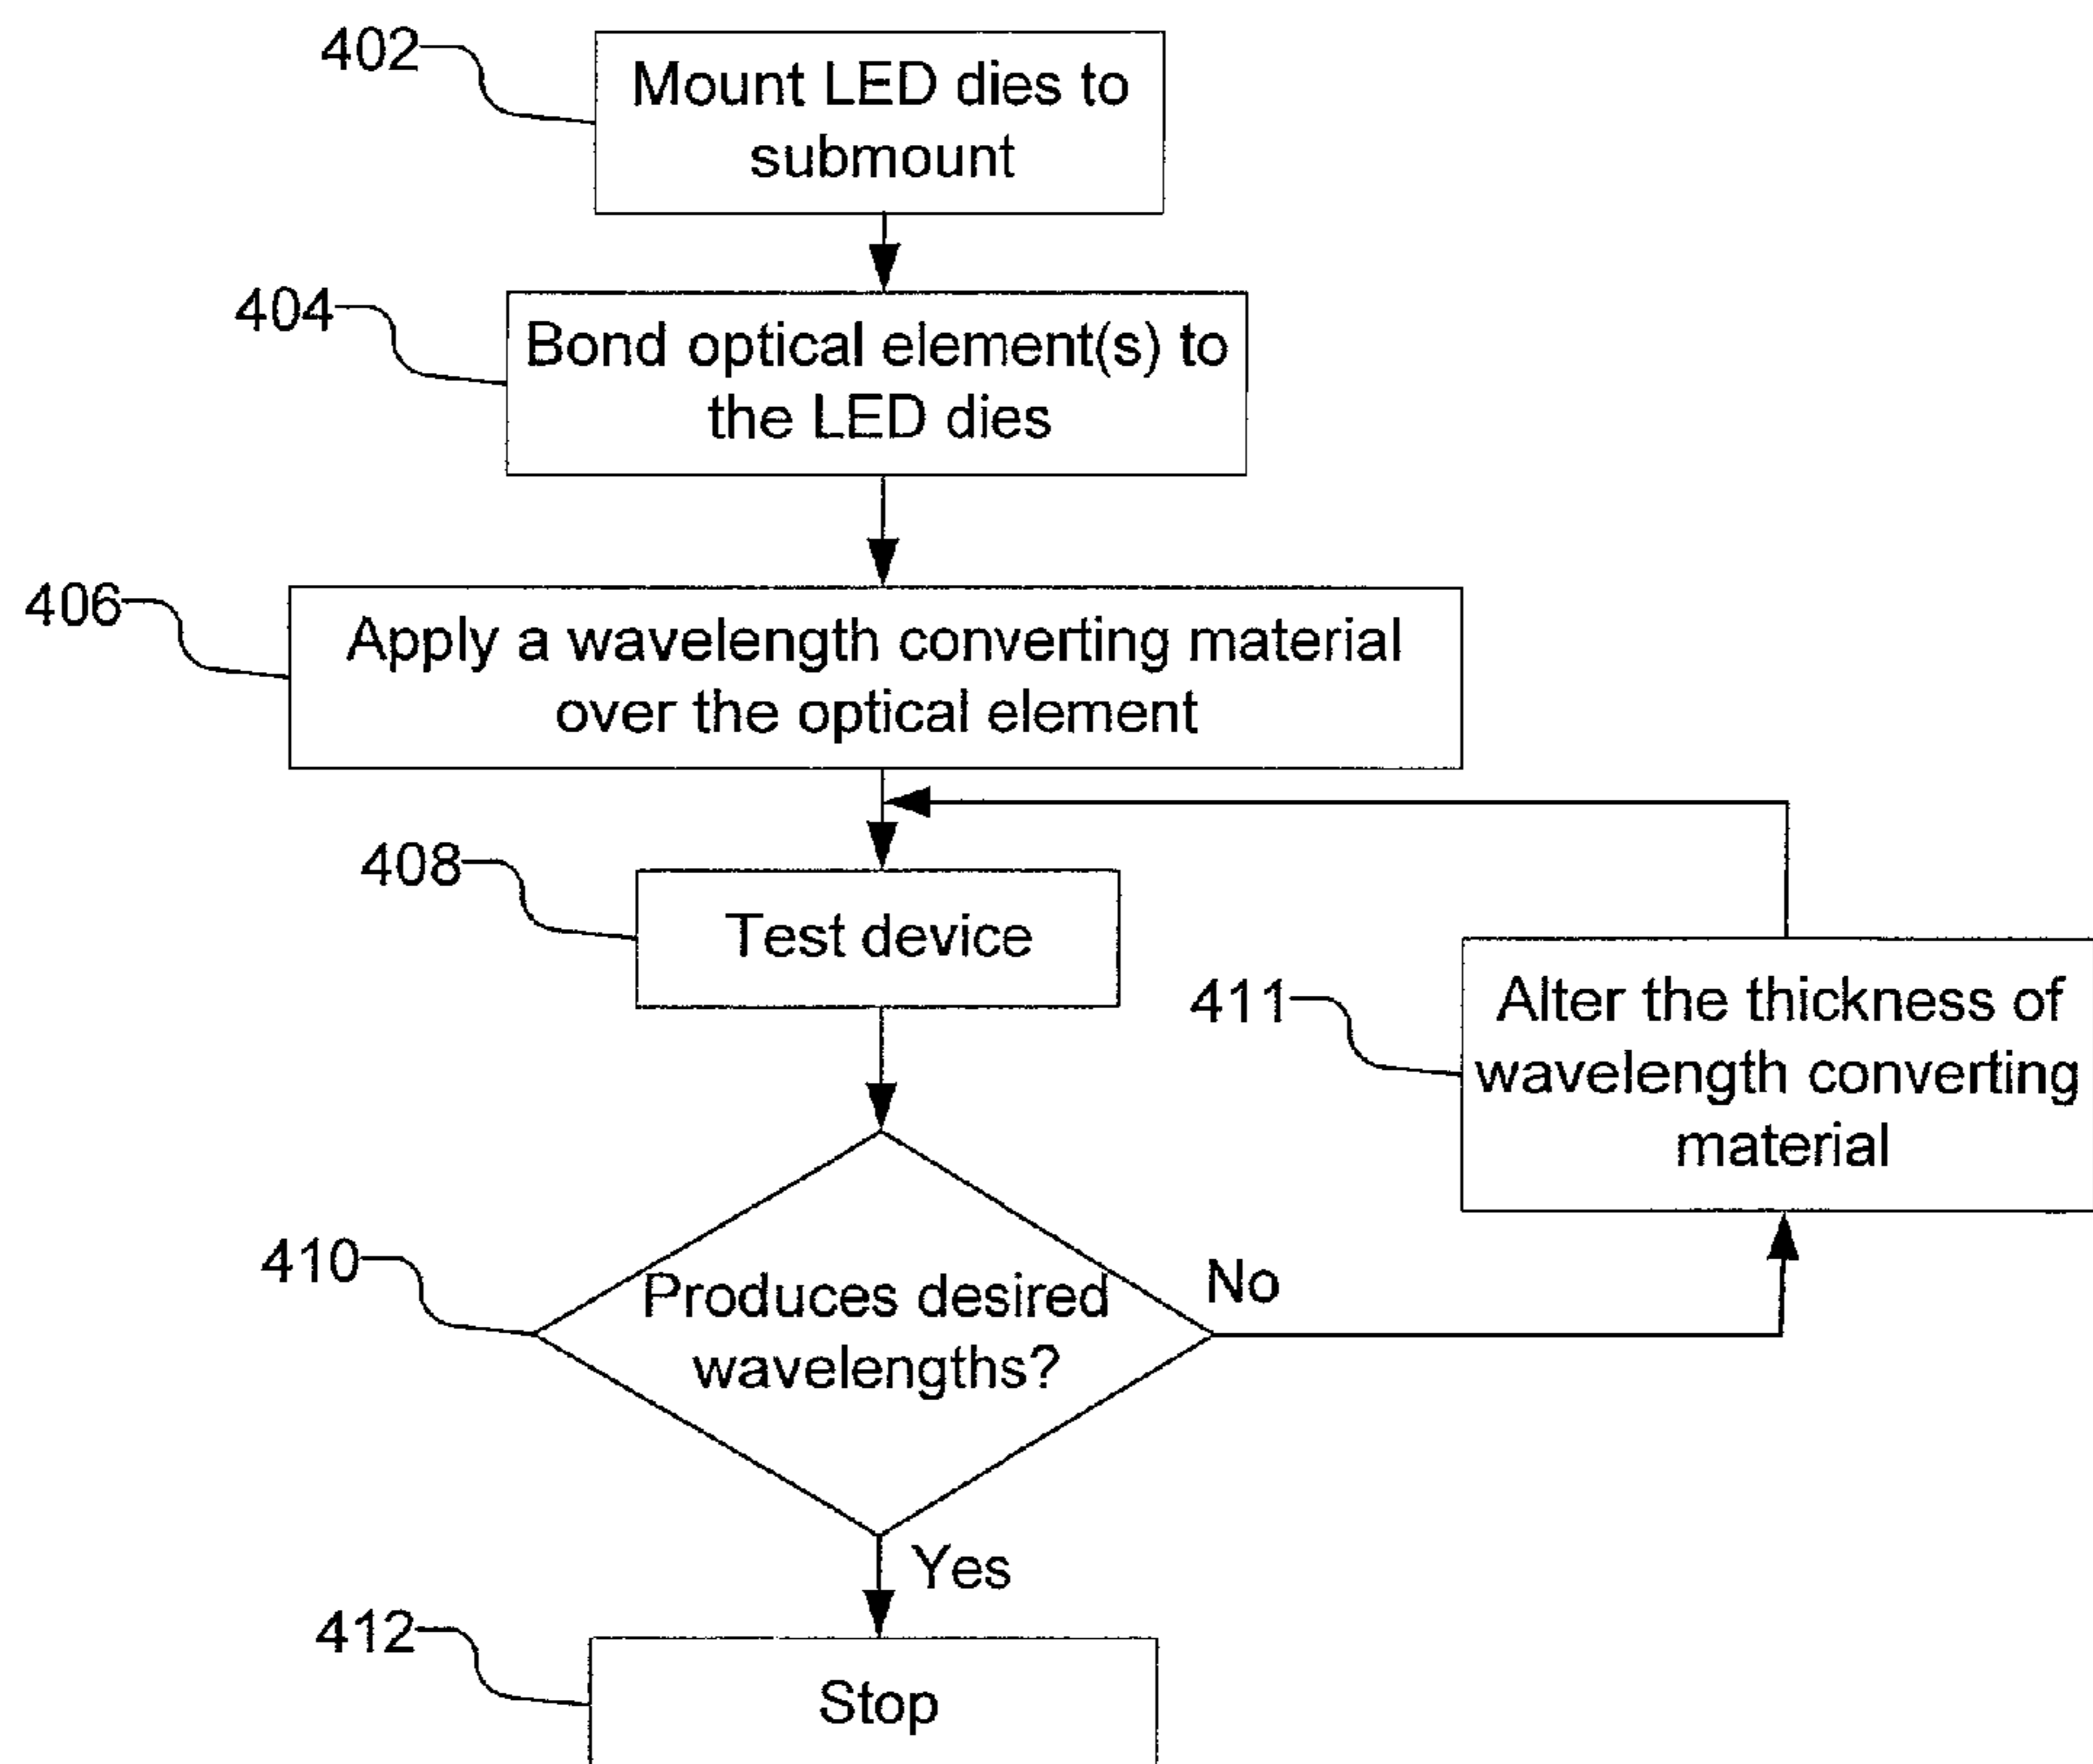 402
Mount LED dies to
submount
404
Bond optical element(s) to
the LED dies
406
Apply a wavelength converting material
over the optical element
408
Test device
411
Alter the thickness of
wavelength converting
material
410
Produces desired
wavelengths?
No
Yes
412
Stop